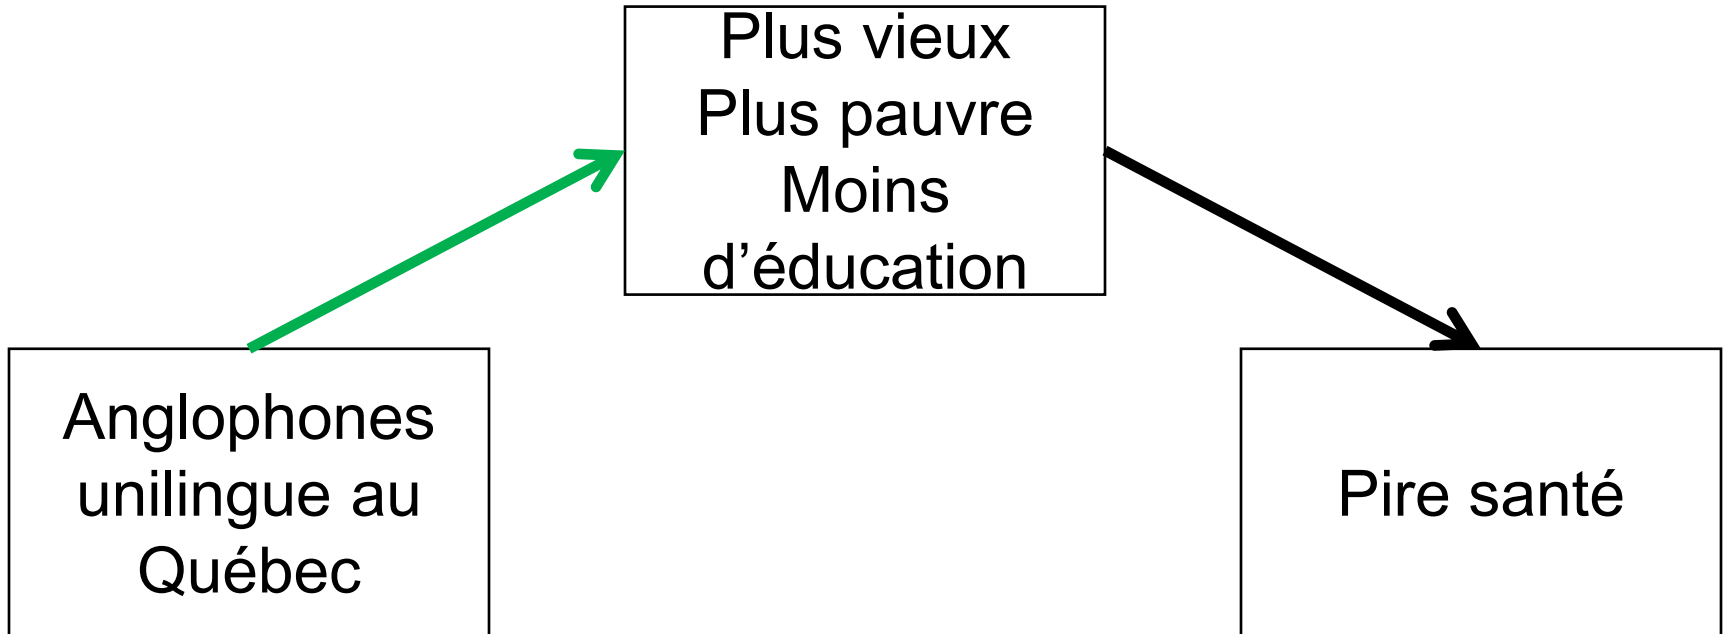 Plus vieux
Plus pauvre
Moins
d’éducation
Anglophones
unilingue au
Québec
Pire santé